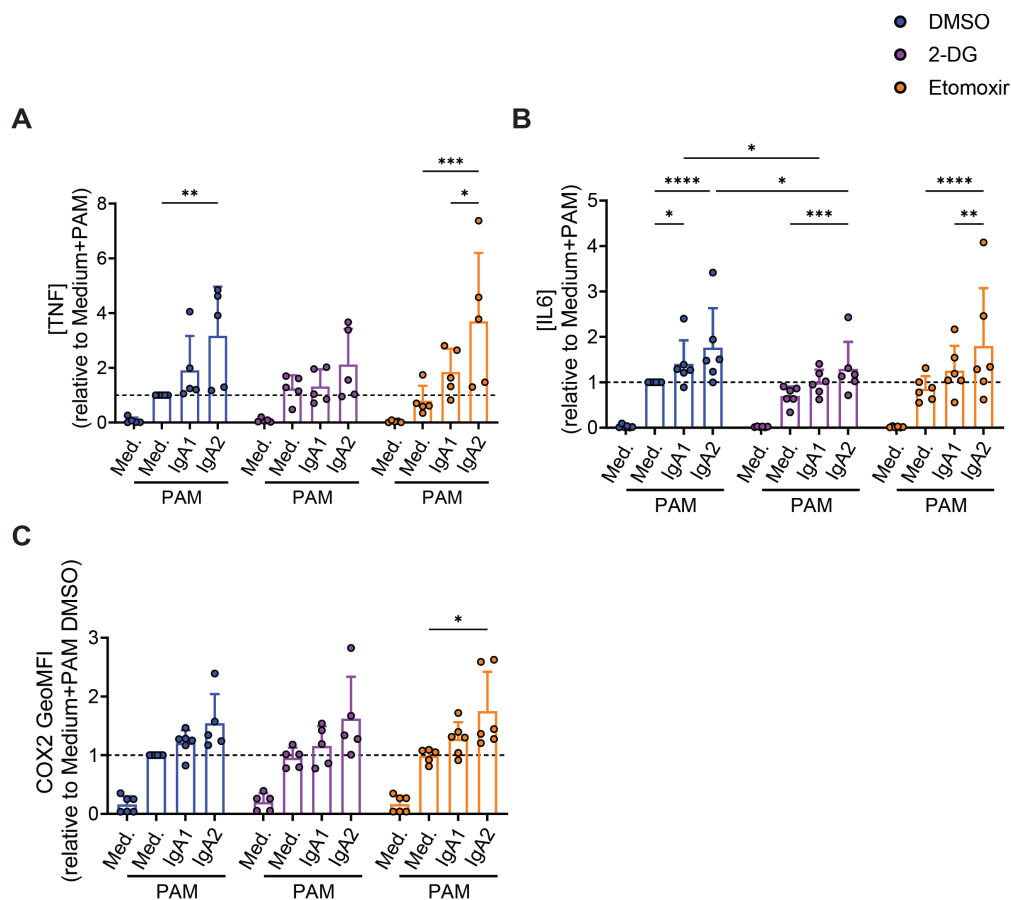 DMSO
2-DG
Etomoxir
A
[TNF]
(relative to Medium+PAM)
8
6
4
2
1
0
**
***
*
Med.
Med.
IgA1
IgA2
Med.
Med.
IgA1
IgA2
Med.
Med.
IgA1
IgA2
PAM
PAM
PAM
B
[IL6]
(relative to Medium+PAM)
5
4
3
2
1
0
*
****
*
****
*
***
**
Med.
Med.
IgA1
IgA2
Med.
Med.
IgA1
IgA2
Med.
Med.
IgA1
IgA2
PAM
PAM
PAM
C
COX2 GeoMFI
(relative to Medium+PAM DMSO)
3
2
1
0
*
Med.
Med.
IgA1
IgA2
Med.
Med.
IgA1
IgA2
Med.
Med.
IgA1
IgA2
PAM
PAM
PAM